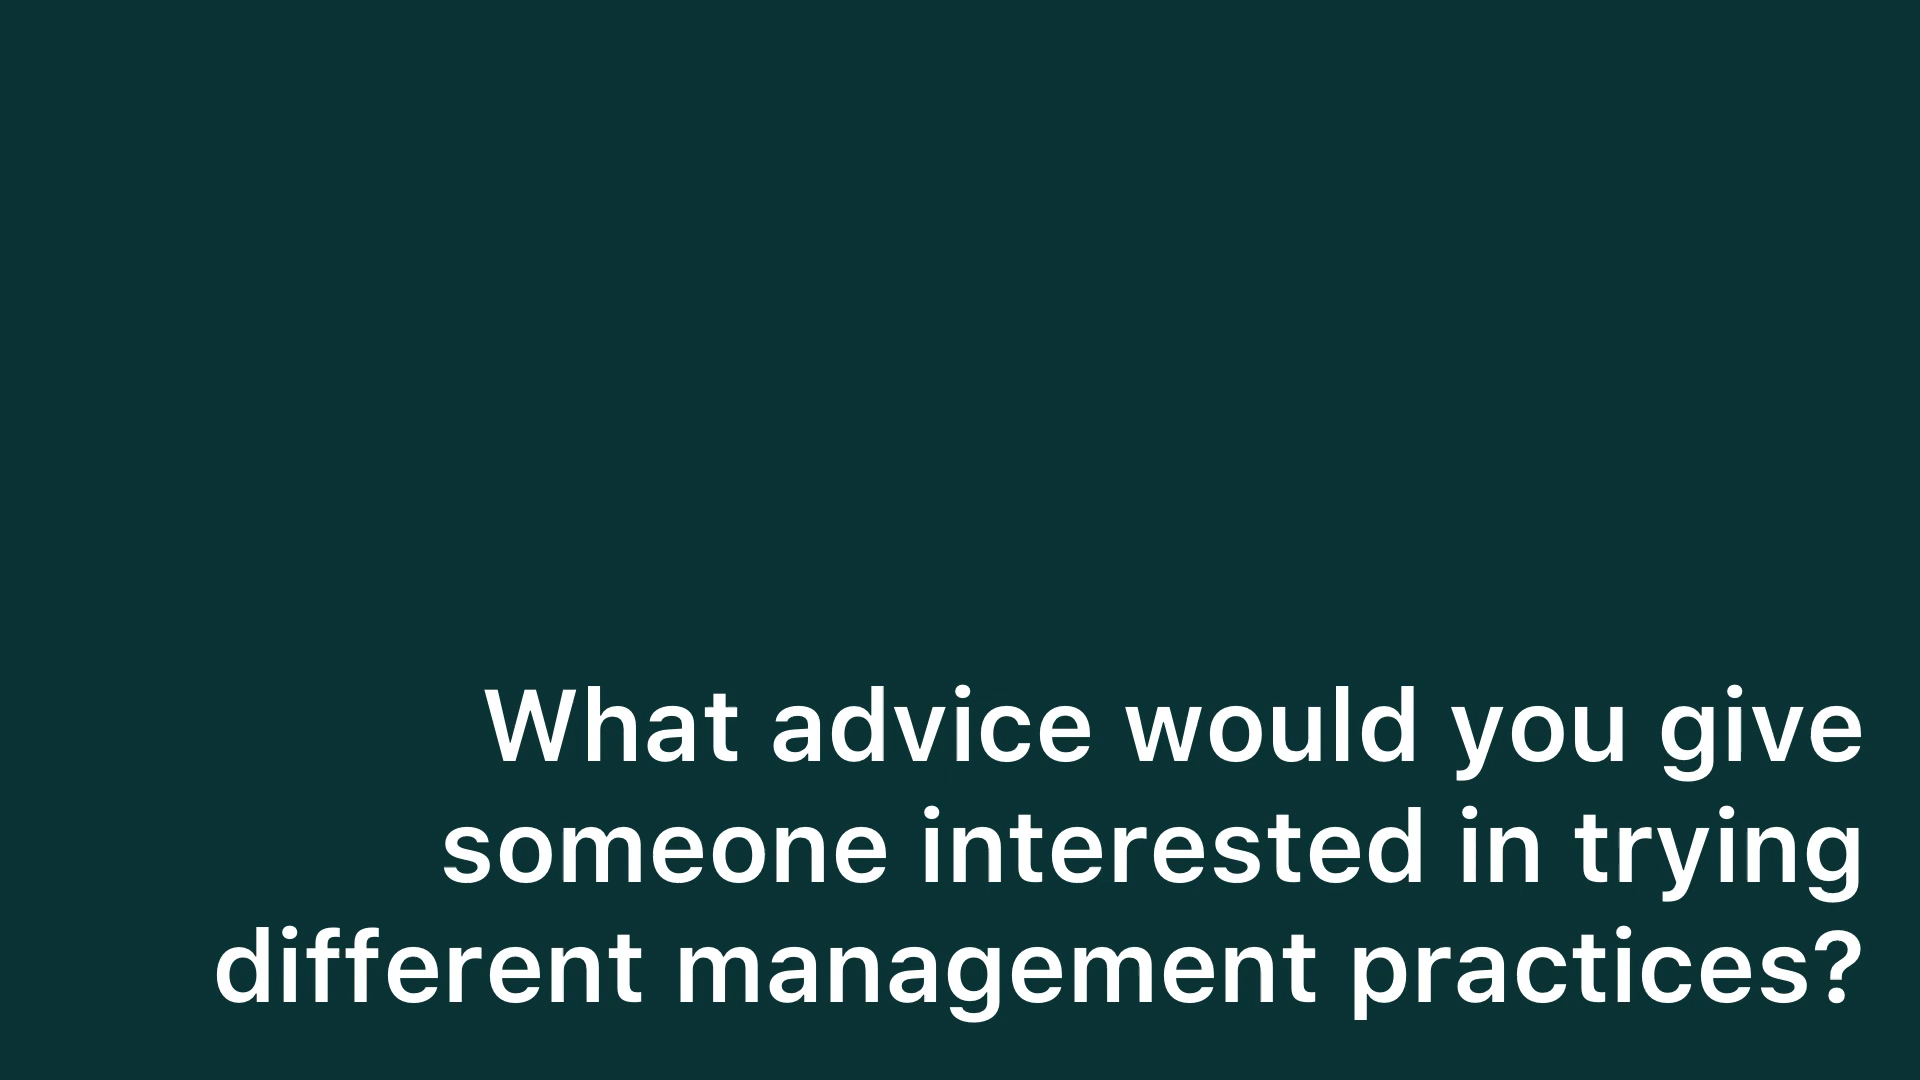 What advice would you give
someone interested in trying
different management practices?